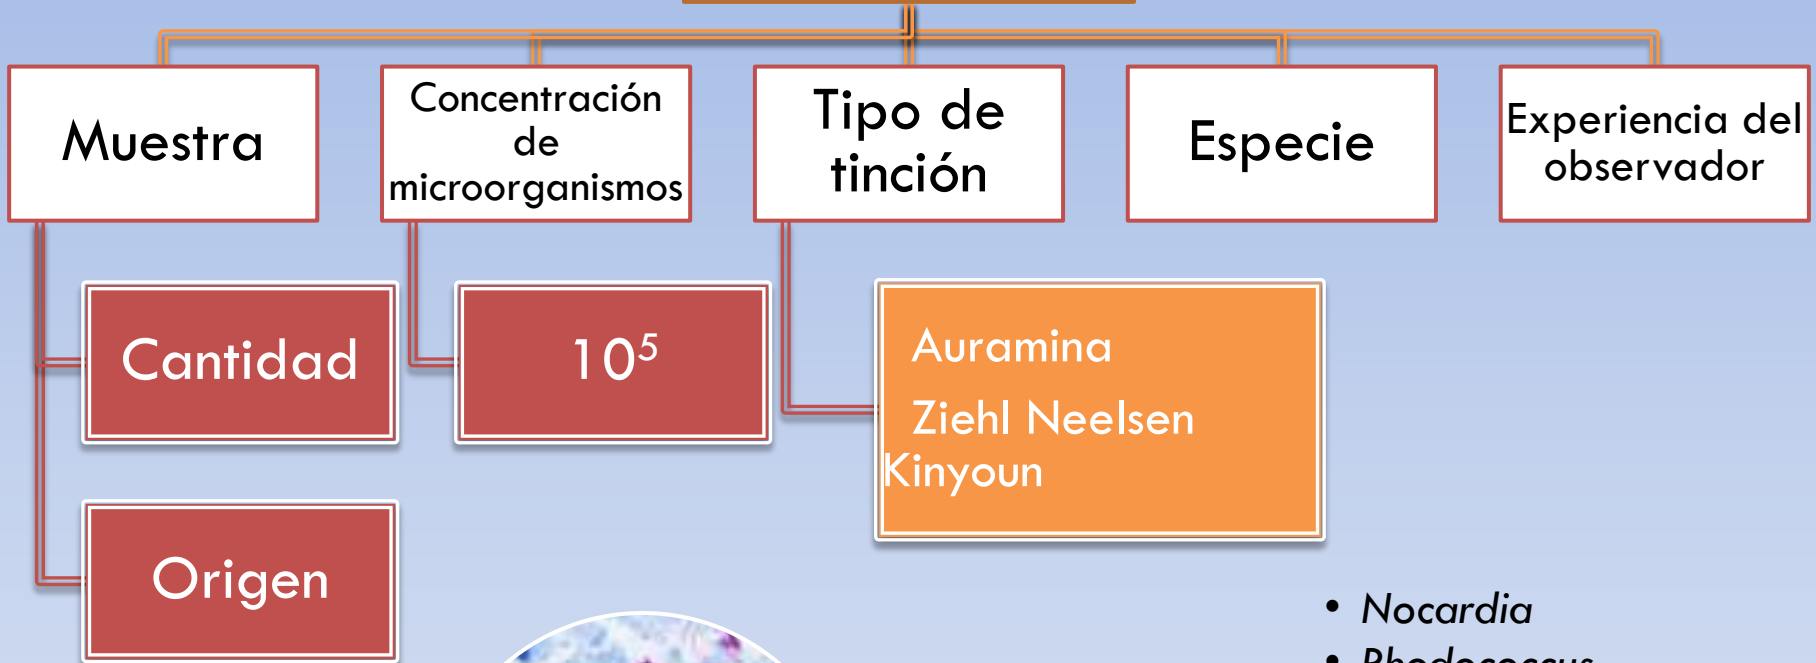 Muestra
Concentración
de
microorganismos
Tipo de
tinción
Especie
Experiencia del
observador
Cantidad
10⁵
Auramina
Ziehl Neelsen
Kinyoun
Origen
• Nocardia
• Rhodococcus